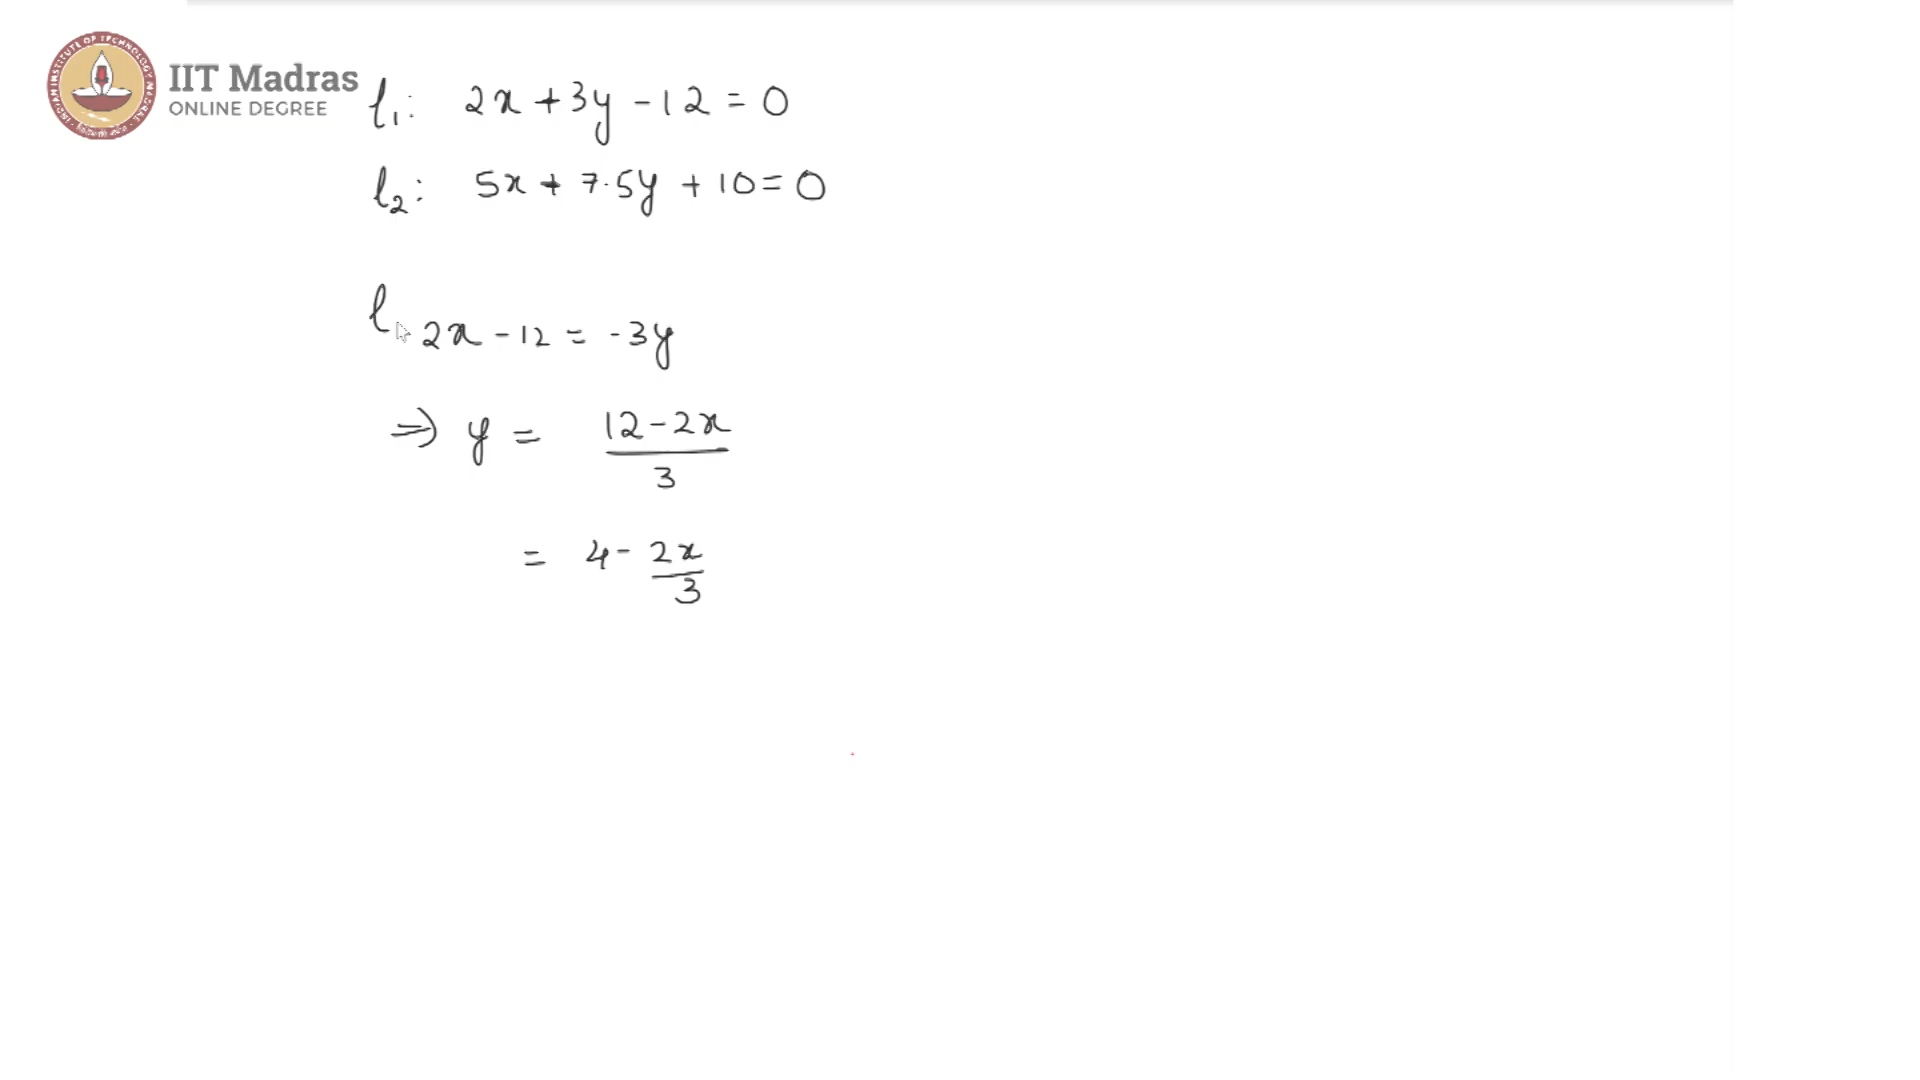 IIT Madras
ONLINE DEGREE
l₁: 2x + 3y - 12 = 0
l₂: 5x + 7.5y + 10 = 0
l₁ 2x - 12 = -3y
⇒ y = (12 - 2x)/3
= 4 - 2x/3